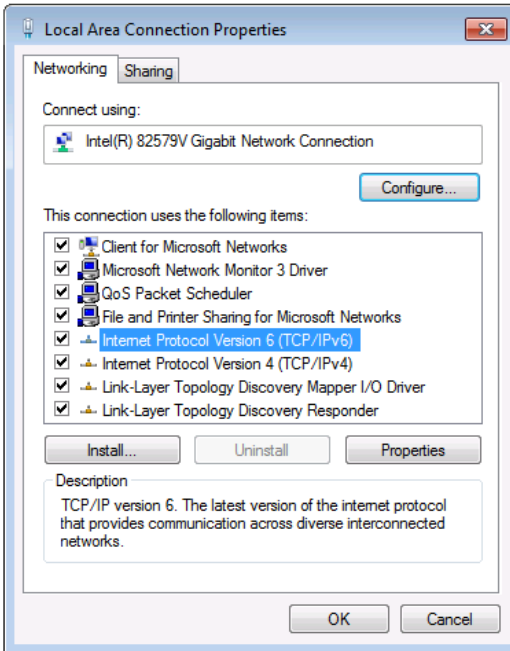 Local Area Connection Properties
Networking
Sharing
Connect using:
Intel(R) 82579V Gigabit Network Connection
Configure...
This connection uses the following items:
Client for Microsoft Networks
Microsoft Network Monitor 3 Driver
QoS Packet Scheduler
File and Printer Sharing for Microsoft Networks
Internet Protocol Version 6 (TCP/IPv6)
Internet Protocol Version 4 (TCP/IPv4)
Link-Layer Topology Discovery Mapper I/O Driver
Link-Layer Topology Discovery Responder
Install...
Uninstall
Properties
Description
TCP/IP version 6. The latest version of the internet protocol
that provides communication across diverse interconnected
networks.
OK
Cancel